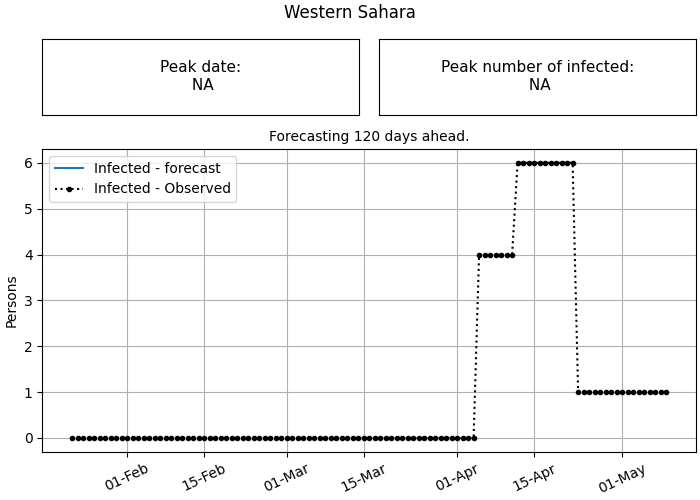 Western Sahara
Peak date:
NA
Peak number of infected:
NA
Forecasting 120 days ahead.
Infected - forecast
Infected - Observed
Persons
6
5
4
3
2
1
0
01-Feb
15-Feb
01-Mar
15-Mar
01-Apr
15-Apr
01-May